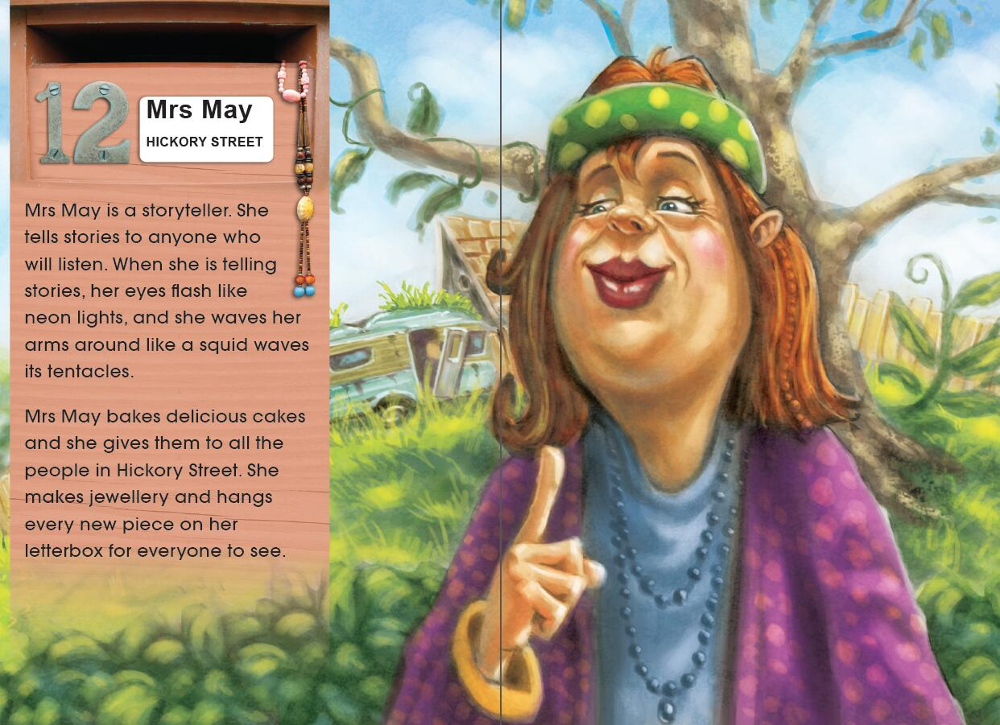 12
Mrs May
HICKORY STREET
Mrs May is a storyteller. She
tells stories to anyone who
will listen. When she is telling
stories, her eyes flash like
neon lights, and she waves her
arms around like a squid waves
its tentacles.
Mrs May bakes delicious cakes
and she gives them to all the
people in Hickory Street. She
makes jewellery and hangs
every new piece on her
letterbox for everyone to see.